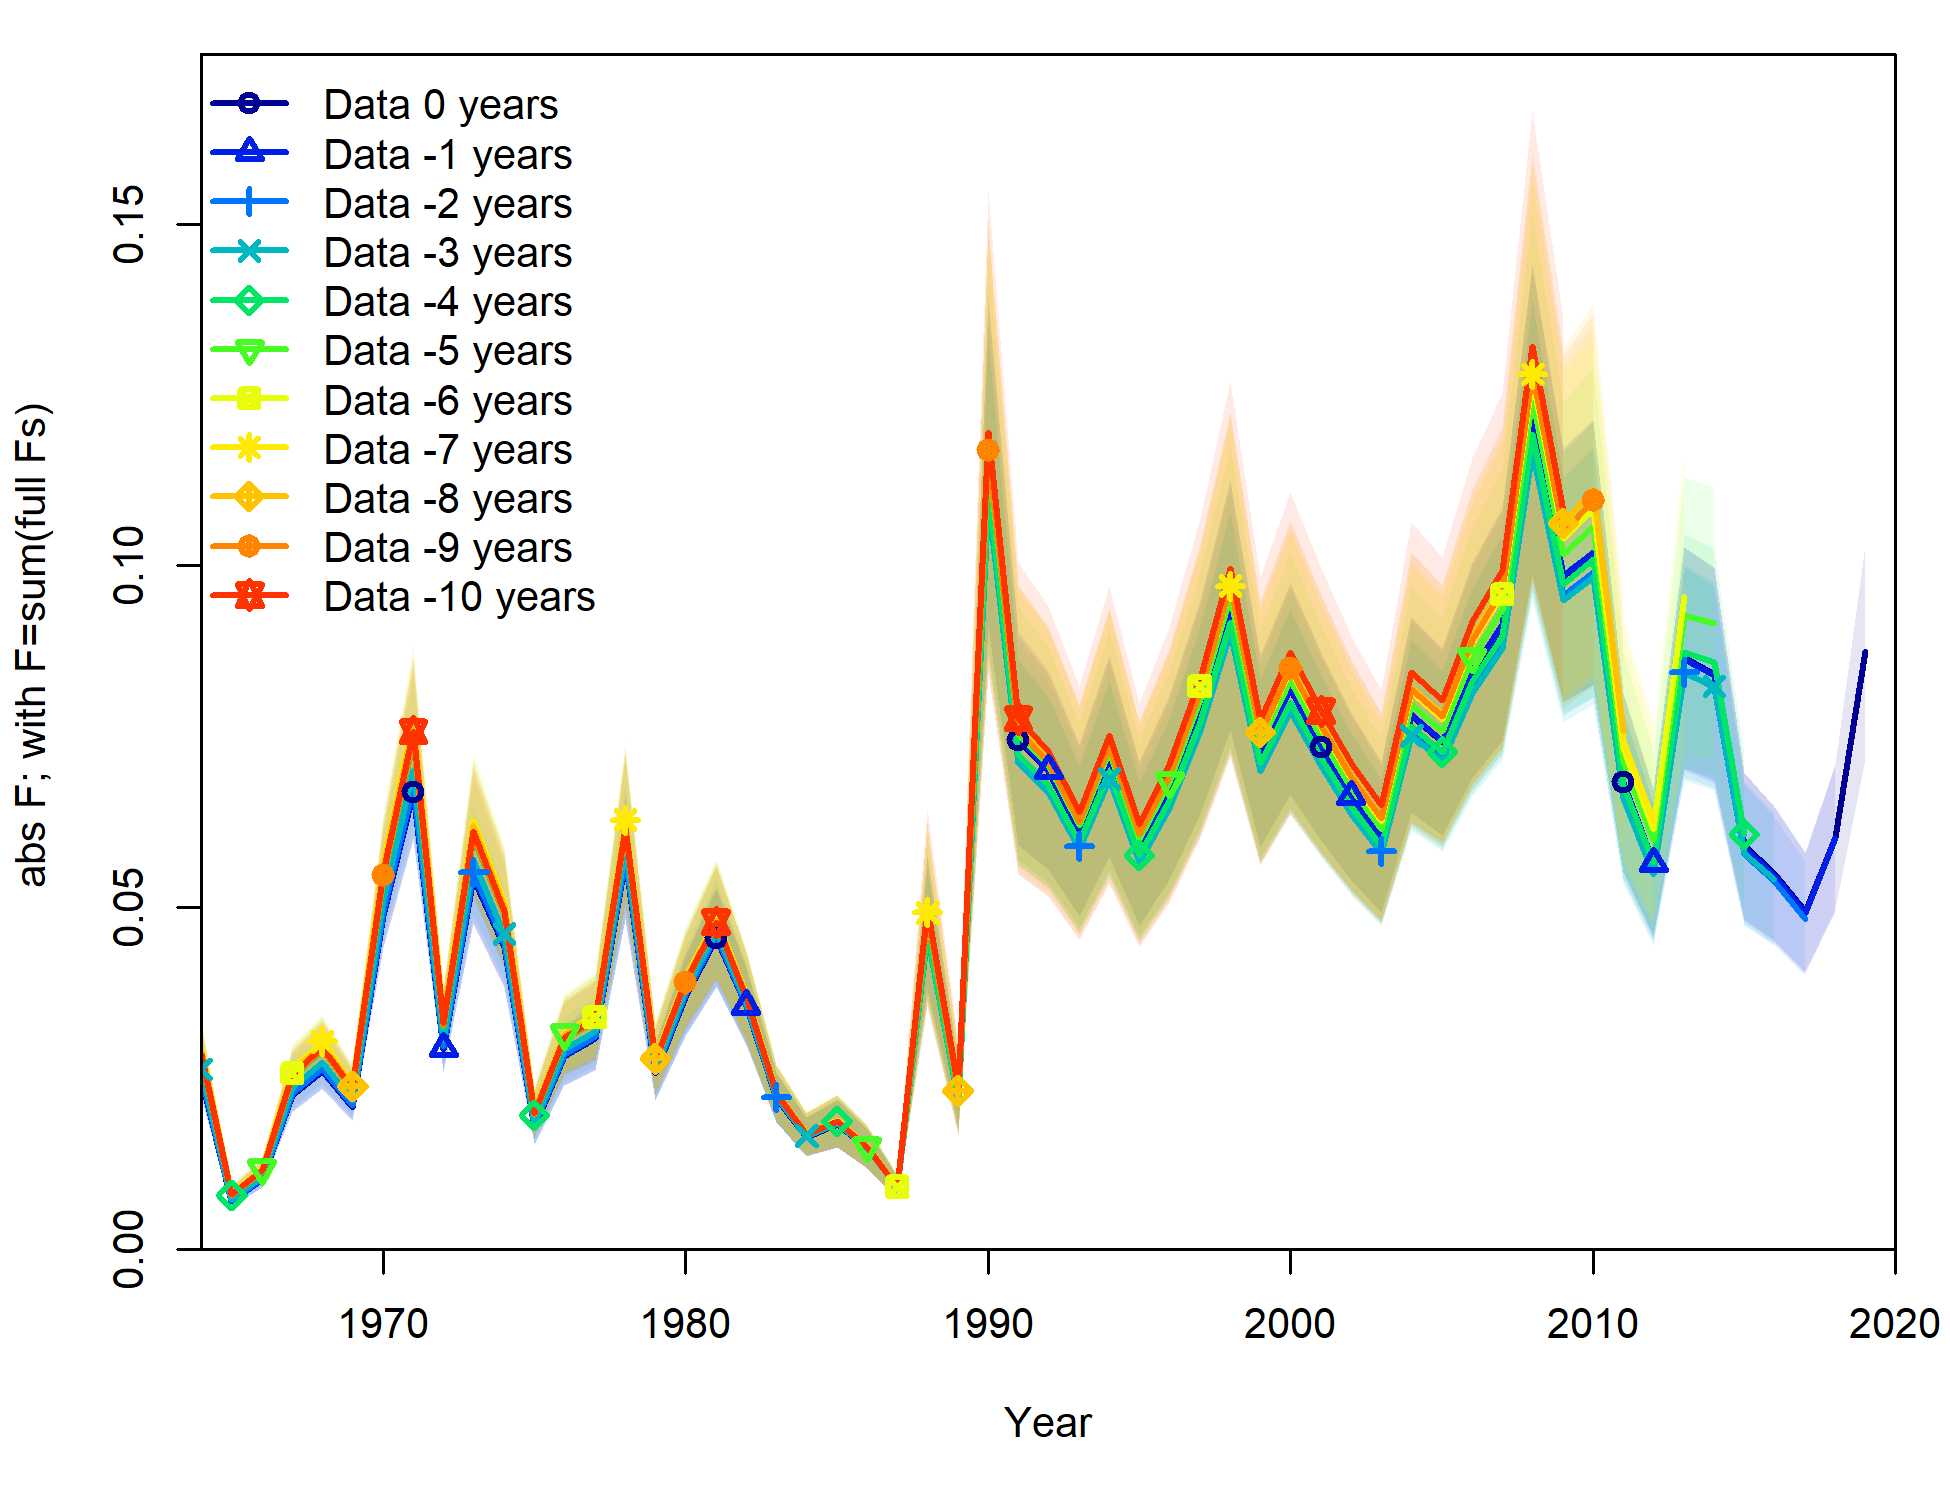 Data 0 years
Data -1 years
Data -2 years
Data -3 years
Data -4 years
Data -5 years
Data -6 years
Data -7 years
Data -8 years
Data -9 years
Data -10 years
abs F; with F=sum(full Fs)
0.15
0.10
0.05
0.00
1970 1980 1990 2000 2010 2020
Year